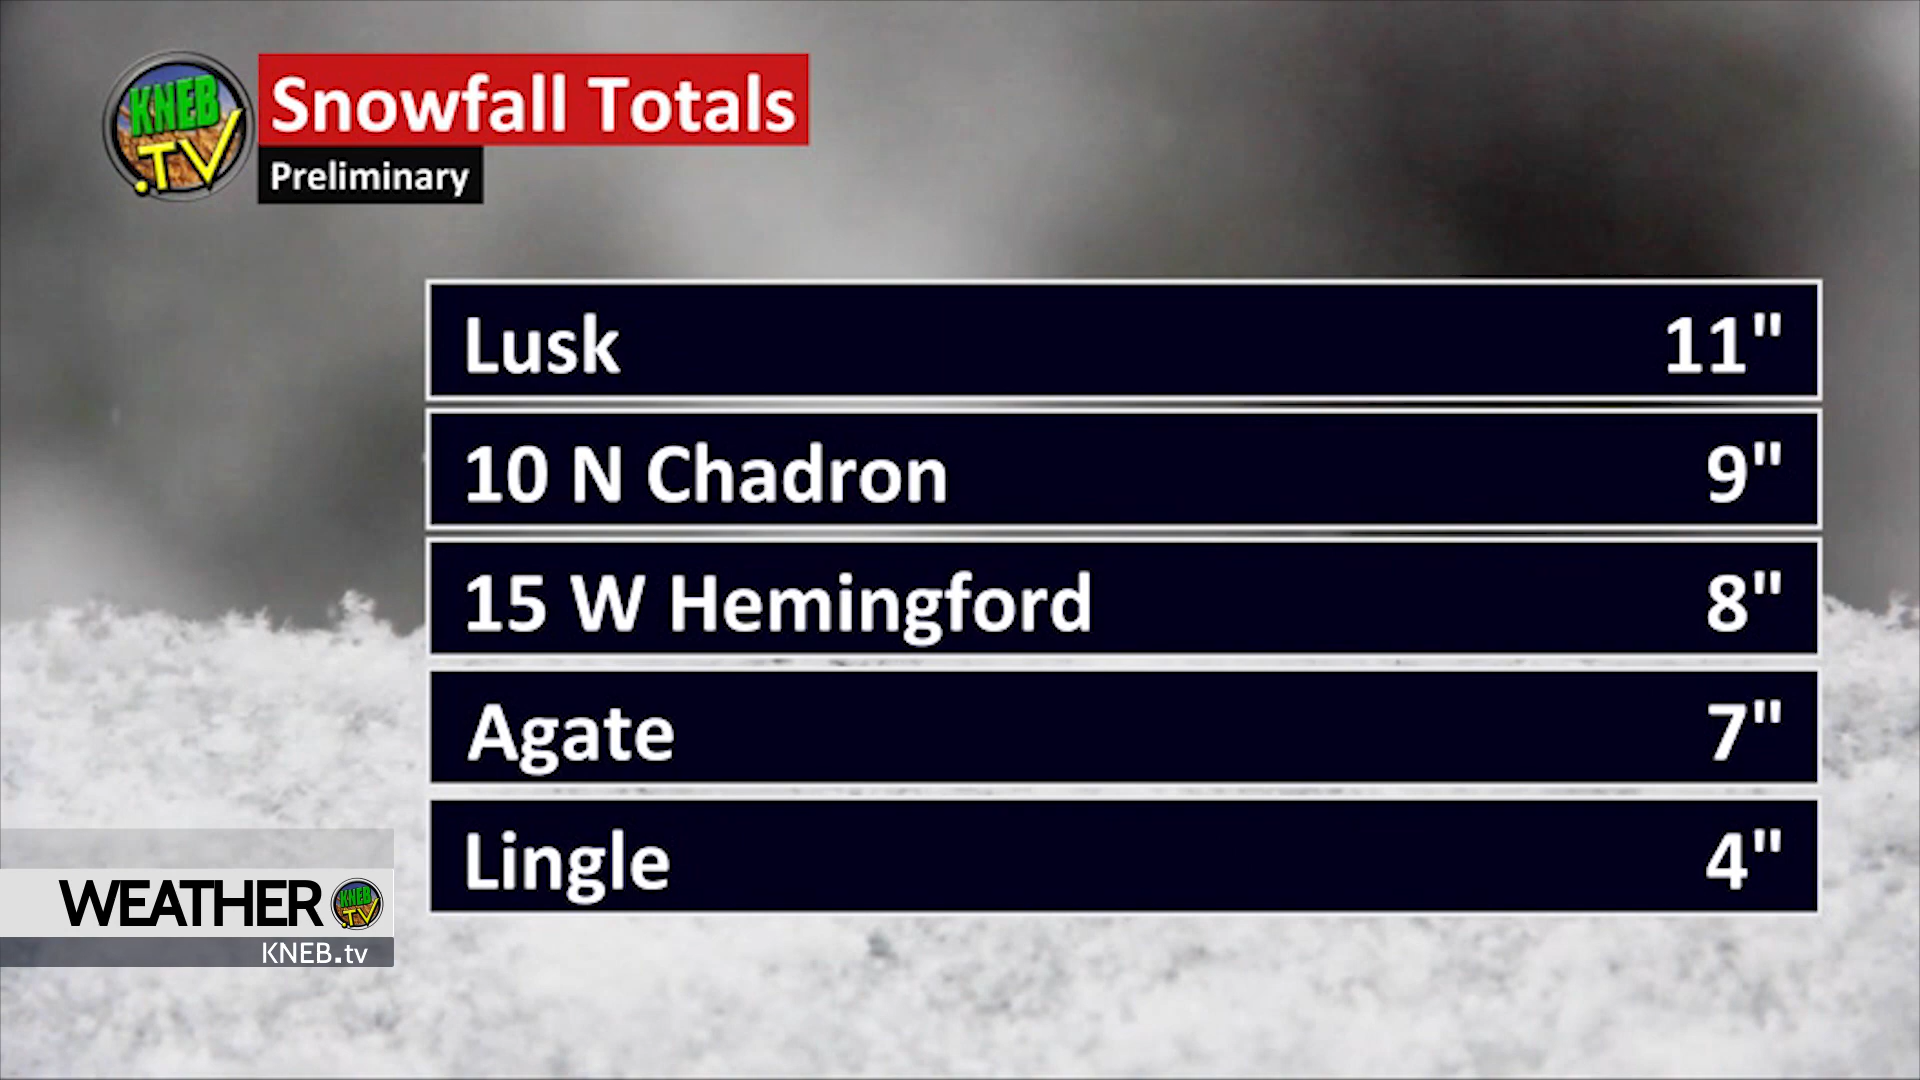 KNEB
.TV
Snowfall Totals
Preliminary
Lusk 11"
10 N Chadron 9"
15 W Hemingford 8"
Agate 7"
Lingle 4"
WEATHER KNEB .TV
KNEB.tv